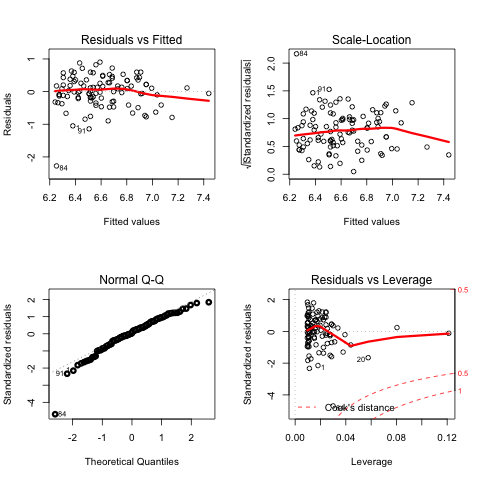 Residuals vs Fitted
Residuals
1
0
-1
-2
91
84
6.2 6.4 6.6 6.8 7.0 7.2 7.4
Fitted values
Scale-Location
√|Standardized residuals|
2.0
1.5
1.0
0.5
0.0
84
91
6.2 6.4 6.6 6.8 7.0 7.2 7.4
Fitted values
Normal Q-Q
Standardized residuals
2
0
-2
-4
91
84
-2 -1 0 1 2
Theoretical Quantiles
Residuals vs Leverage
Standardized residuals
2
0
-2
-4
20
1
Cook's distance
0.5
0.5
1
0.00 0.04 0.08 0.12
Leverage